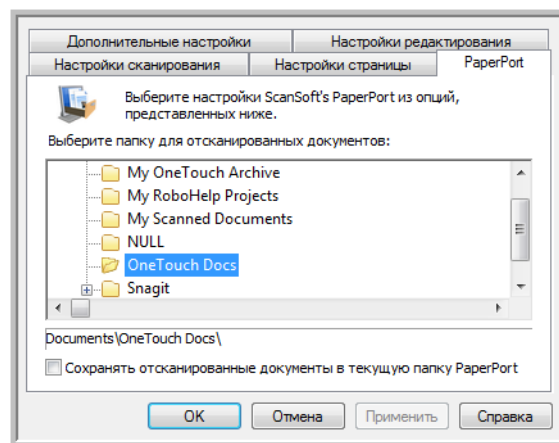 Дополнительные настройки
Настройки редактирования
Настройки сканирования
Настройки страницы
PaperPort
Выберите настройки ScanSoft's PaperPort из опций,
представленных ниже.
Выберите папку для отсканированных документов:
My OneTouch Archive
My RoboHelp Projects
My Scanned Documents
NULL
OneTouch Docs
Snagit
Documents\OneTouch Docs\
Сохранять отсканированные документы в текущую папку PaperPort
OK
Отмена
Применить
Справка